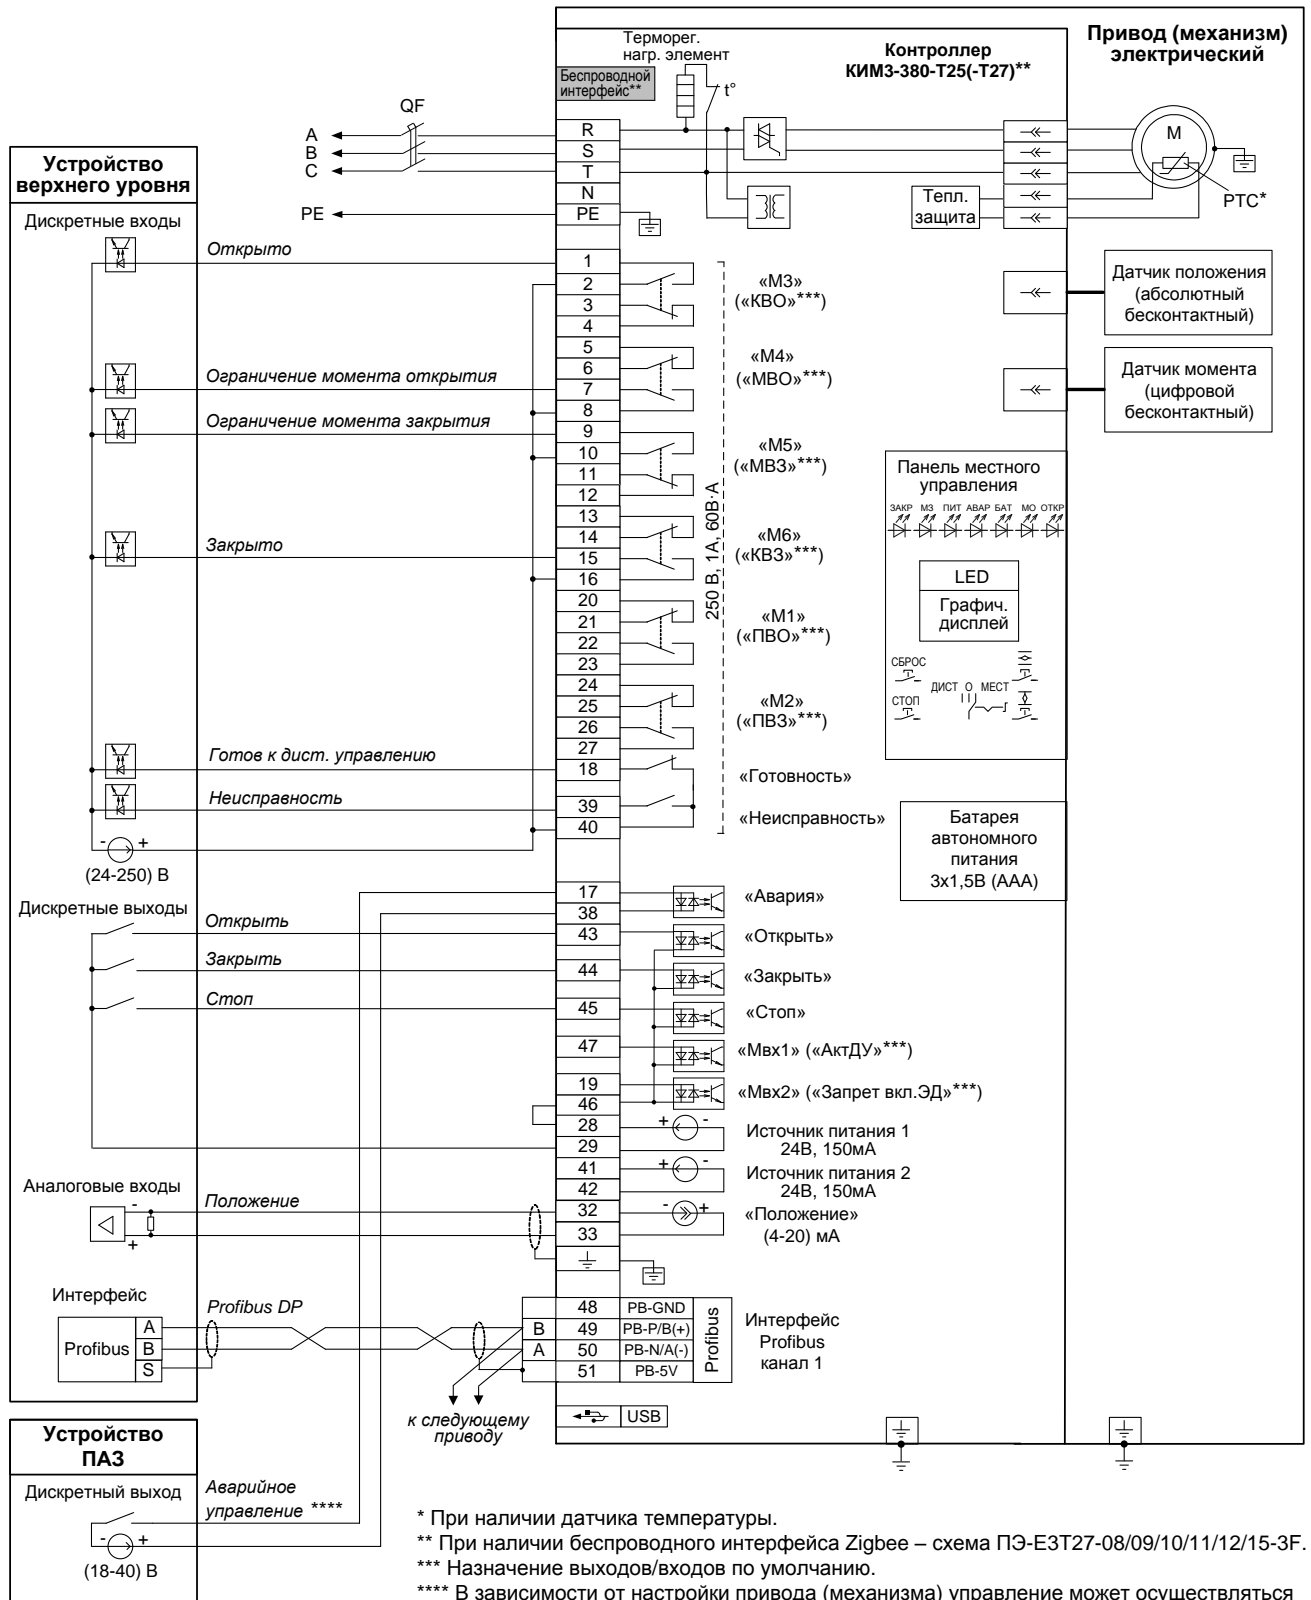 Терморег.
нагр. элемент
Контроллер
КИМ3-380-Т25(-Т27)**
Привод (механизм)
электрический
Беспроводной
интерфейс**
t°
QF
A
B
C
PE
R
S
T
N
PE
M
PTC*
Тепл.
защита
Устройство
верхнего уровня
Дискретные входы
Открыто
Ограничение момента открытия
Ограничение момента закрытия
Закрыто
Готов к дист. управлению
Неисправность
- +
(24-250) В
1
2
3
4
5
6
7
8
9
10
11
12
13
14
15
16
20
21
22
23
24
25
26
27
18
39
40
«М3»
(«КВО»***)
«М4»
(«МВО»***)
«М5»
(«МВЗ»***)
«М6»
(«КВЗ»***)
«М1»
(«ПВО»***)
«М2»
(«ПВЗ»***)
«Готовность»
«Неисправность»
250 В, 1А, 60В·А
Датчик положения
(абсолютный
бесконтактный)
Датчик момента
(цифровой
бесконтактный)
Панель местного
управления
ЗАКР МЗ ПИТ АВАР БАТ МО ОТКР
LED
Графич.
дисплей
СБРОС
СТОП
ДИСТ О МЕСТ
Батарея
автономного
питания
3х1,5В (ААА)
Дискретные выходы
Открыть
Закрыть
Стоп
17
38
43
44
45
47
19
46
28
29
41
42
32
33
«Авария»
«Открыть»
«Закрыть»
«Стоп»
«Мвх1» («АктДУ»***)
«Мвх2» («Запрет вкл.ЭД»***)
+ -
Источник питания 1
24В, 150мА
+ -
Источник питания 2
24В, 150мА
- +
«Положение»
(4-20) мА
Аналоговые входы
-
+
Положение
Интерфейс
Profibus
A
B
S
Profibus DP
B
A
48 PB-GND
49 PB-P/B(+)
50 PB-N/A(-)
51 PB-5V
Profibus
Интерфейс
Profibus
канал 1
к следующему
приводу
USB
Устройство
ПАЗ
Дискретный выход
- +
(18-40) В
Аварийное
управление ****
* При наличии датчика температуры.
** При наличии беспроводного интерфейса Zigbee – схема ПЭ-Е3Т27-08/09/10/11/12/15-3F.
*** Назначение выходов/входов по умолчанию.
**** В зависимости от настройки привода (механизма) управление может осуществляться